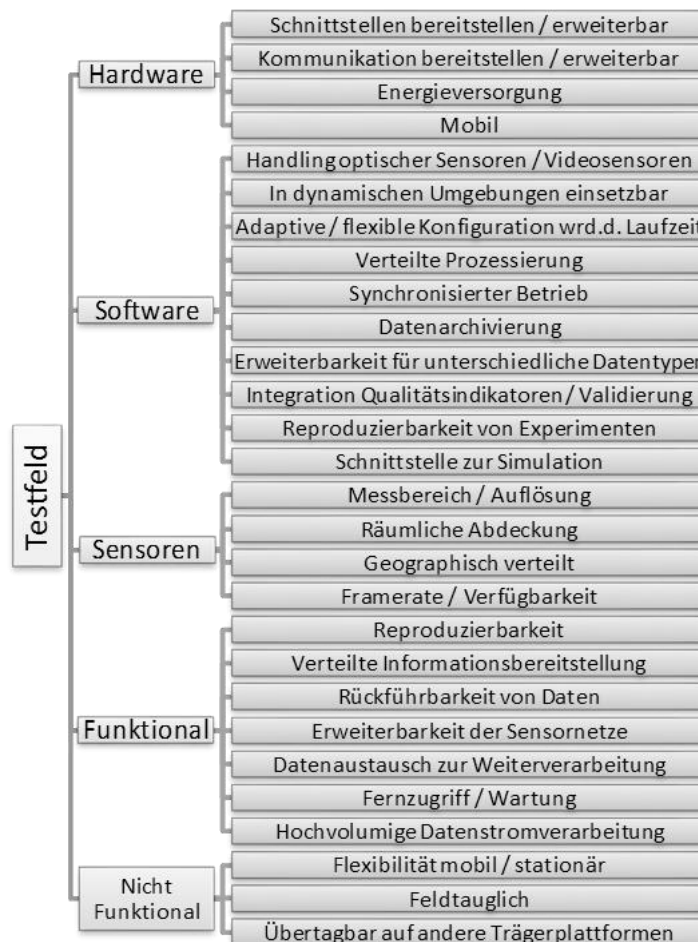 Testfeld
Hardware
Schnittstellen bereitstellen / erweiterbar
Kommunikation bereitstellen / erweiterbar
Energieversorgung
Mobil
Software
Handling optischer Sensoren / Videosensoren
In dynamischen Umgebungen einsetzbar
Adaptive / flexible Konfiguration wrd.d. Laufzeit
Verteilte Prozessierung
Synchronisierter Betrieb
Datenarchivierung
Erweiterbarkeit für unterschiedliche Datentypen
Integration Qualitätsindikatoren / Validierung
Reproduzierbarkeit von Experimenten
Schnittstelle zur Simulation
Sensoren
Messbereich / Auflösung
Räumliche Abdeckung
Geographisch verteilt
Framerate / Verfügbarkeit
Funktional
Reproduzierbarkeit
Verteilte Informationsbereitstellung
Rückführbarkeit von Daten
Erweiterbarkeit der Sensornetze
Datenaustausch zur Weiterverarbeitung
Fernzugriff / Wartung
Hochvolumige Datenstromverarbeitung
Nicht
Funktional
Flexibilität mobil / stationär
Feldtauglich
Übertagbar auf andere Trägerplattformen